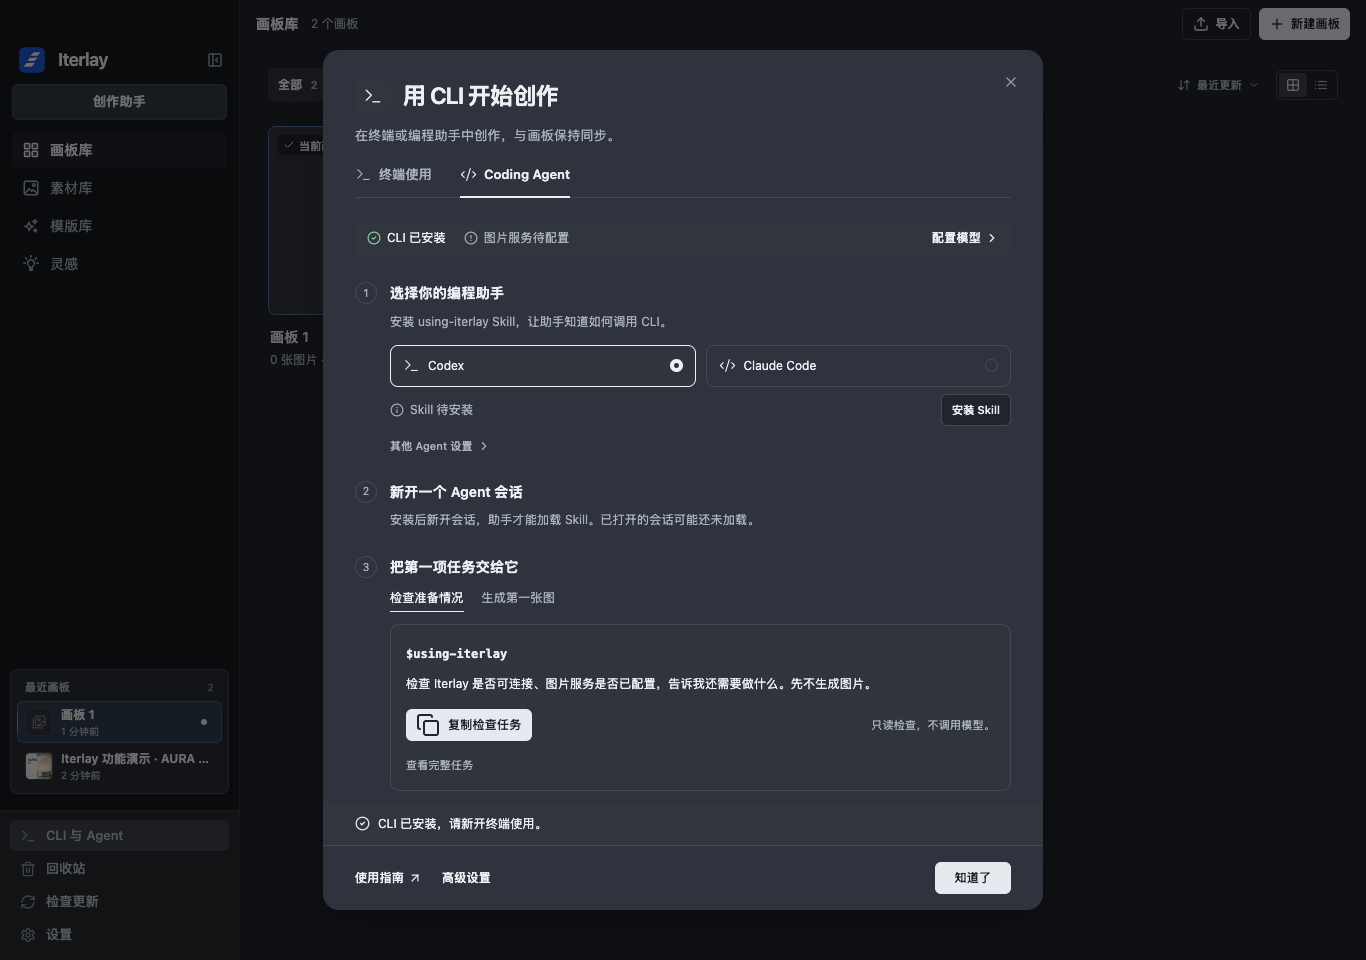 画板库 2 个画板
导入
新建画板
Iterlay
创作助手
画板库
素材库
模版库
灵感
全部 2
最近更新
当前
画板 1
0 张图片
用 CLI 开始创作
在终端或编程助手中创作，与画板保持同步。
终端使用
Coding Agent
CLI 已安装
图片服务待配置
配置模型
1 选择你的编程助手
安装 using-iterlay Skill，让助手知道如何调用 CLI。
Codex
Claude Code
Skill 待安装
安装 Skill
其他 Agent 设置
2 新开一个 Agent 会话
安装后新开会话，助手才能加载 Skill。已打开的会话可能还未加载。
3 把第一项任务交给它
检查准备情况
生成第一张图
$using-iterlay
检查 Iterlay 是否可连接、图片服务是否已配置，告诉我还需要做什么。先不生成图片。
复制检查任务
只读检查，不调用模型。
查看完整任务
CLI 已安装，请新开终端使用。
使用指南
高级设置
知道了
最近画板 2
画板 1
1 分钟前
Iterlay 功能演示 · AURA ...
2 分钟前
CLI 与 Agent
回收站
检查更新
设置